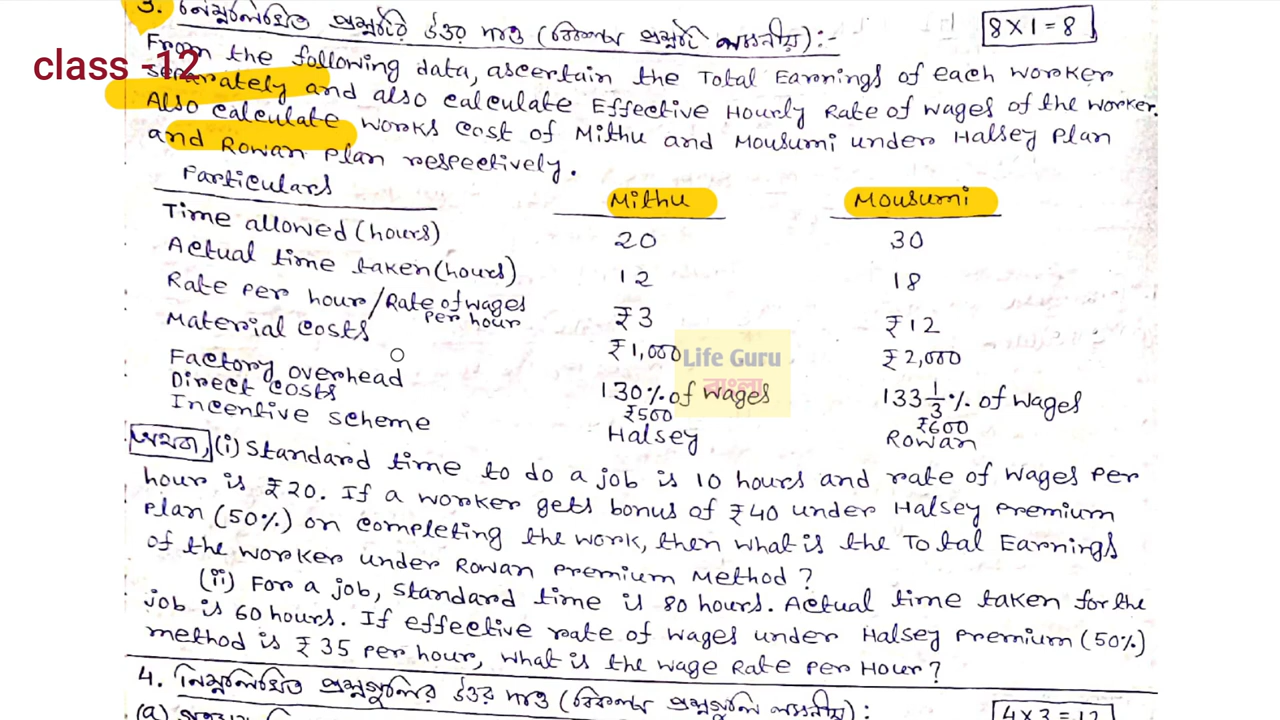 3. নিম্নলিখিত প্রশ্নটির উত্তর দাও (বিকল্প প্রশ্নটি লক্ষনীয়) :-
8 X 1 = 8
class -12
From the following data, ascertain the Total Earnings of each worker
separately and also calculate Effective Hourly Rate of wages of the worker.
Also calculate works cost of Mithu and Mousumi under Halsey plan
and Rowan plan respectively.
Particulars Mithu Mousumi
Time allowed (hours) 20 30
Actual time taken (hours) 12 18
Rate per hour / Rate of wages per hour ₹3 ₹12
Material costs ₹1,000 ₹2,000
Factory overhead 130% of wages 133 1/3 % of wages
Direct costs ₹500 ₹600
Incentive scheme Halsey Rowan
Life Guru
বাংলা
অথবা, (i) Standard time to do a job is 10 hours and rate of wages per
hour is ₹20. If a worker gets bonus of ₹40 under Halsey premium
plan (50%) on completing the work, then what is the Total Earnings
of the worker under Rowan Premium Method ?
(ii) For a job, standard time is 80 hours. Actual time taken for the
job is 60 hours. If effective rate of wages under Halsey premium (50%)
method is ₹ 35 per hour, what is the wage Rate per Hour ?
4. নিম্নলিখিত প্রশ্নগুলির উত্তর দাও (বিকল্প প্রশ্নগুলি লক্ষনীয়) :
4 X 3 = 12
(a)